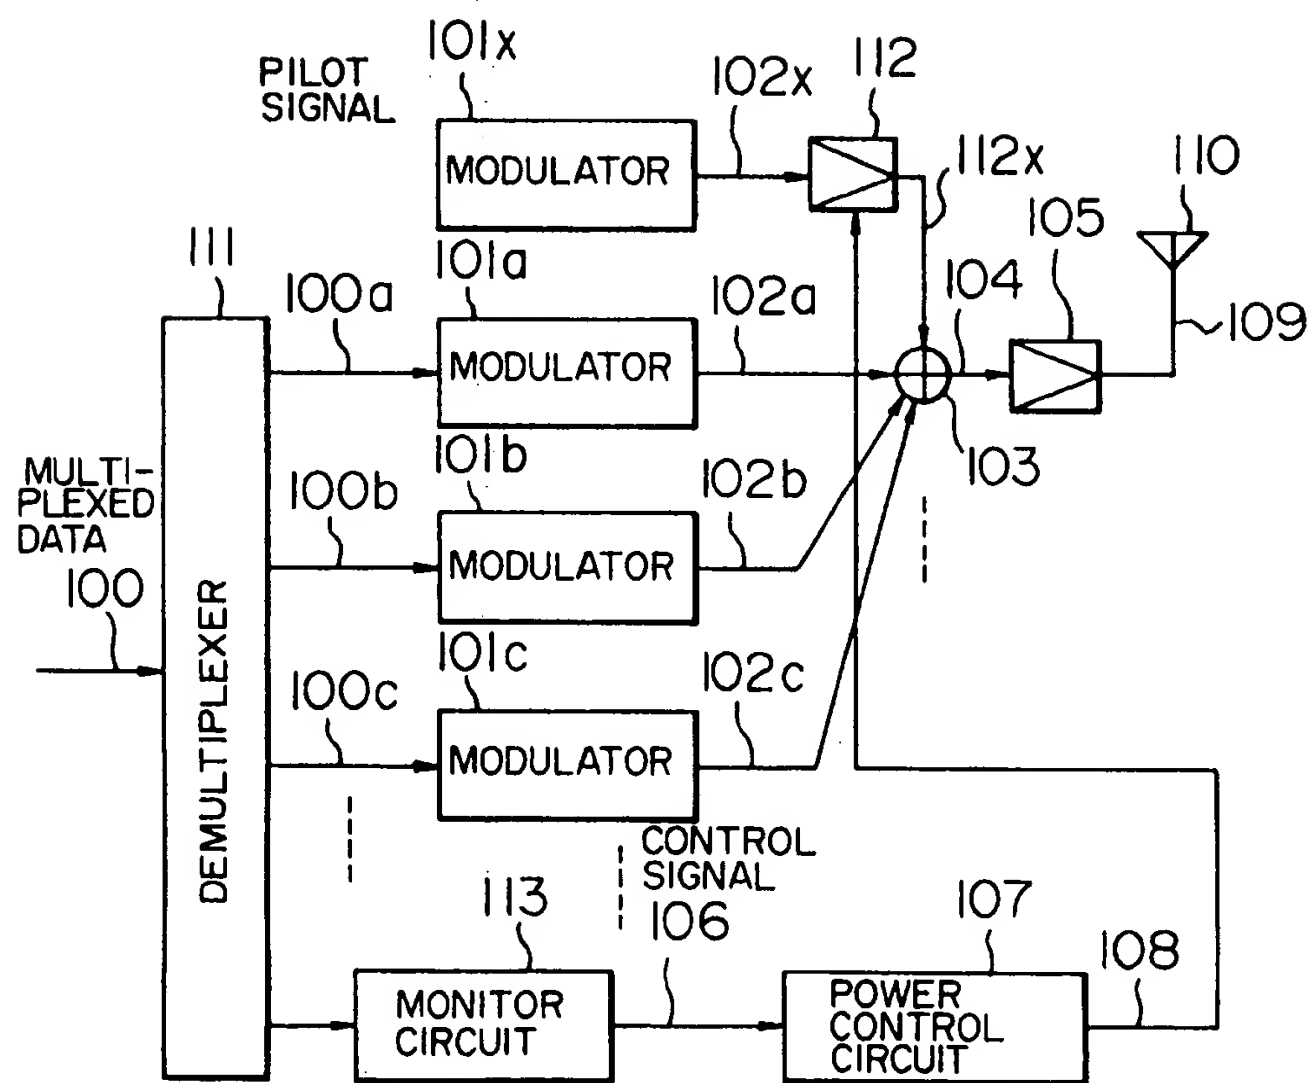 101x
PILOT
SIGNAL
102x
112
MODULATOR
112x
110
111
101a
105
100a
102a
104
109
MODULATOR
103
101b
MULTI-
PLEXED
DATA
100
100b
102b
MODULATOR
DEMULTIPLEXER
101c
100c
102c
MODULATOR
CONTROL
SIGNAL
106
113
107
108
MONITOR
CIRCUIT
POWER
CONTROL
CIRCUIT